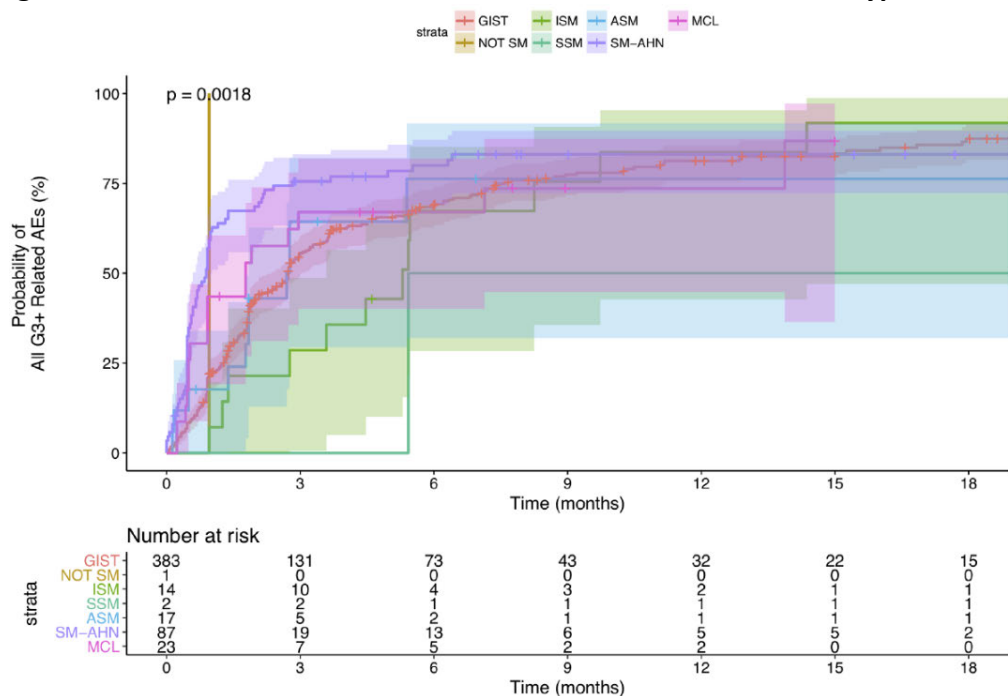 strata GIST ISM ASM MCL
NOT SM SSM SM-AHN
p = 0.0018
Probability of
All G3+ Related AEs (%)
100
75
50
25
0
0 3 6 9 12 15 18
Time (months)
Number at risk
strata
GIST 383 131 73 43 32 22 15
NOT SM 1 0 0 0 0 0 0
ISM 14 10 4 3 2 1 1
SSM 2 2 1 1 1 1 1
ASM 17 5 2 1 1 1 1
SM-AHN 87 19 13 6 5 5 2
MCL 23 7 5 2 2 0 0
0 3 6 9 12 15 18
Time (months)